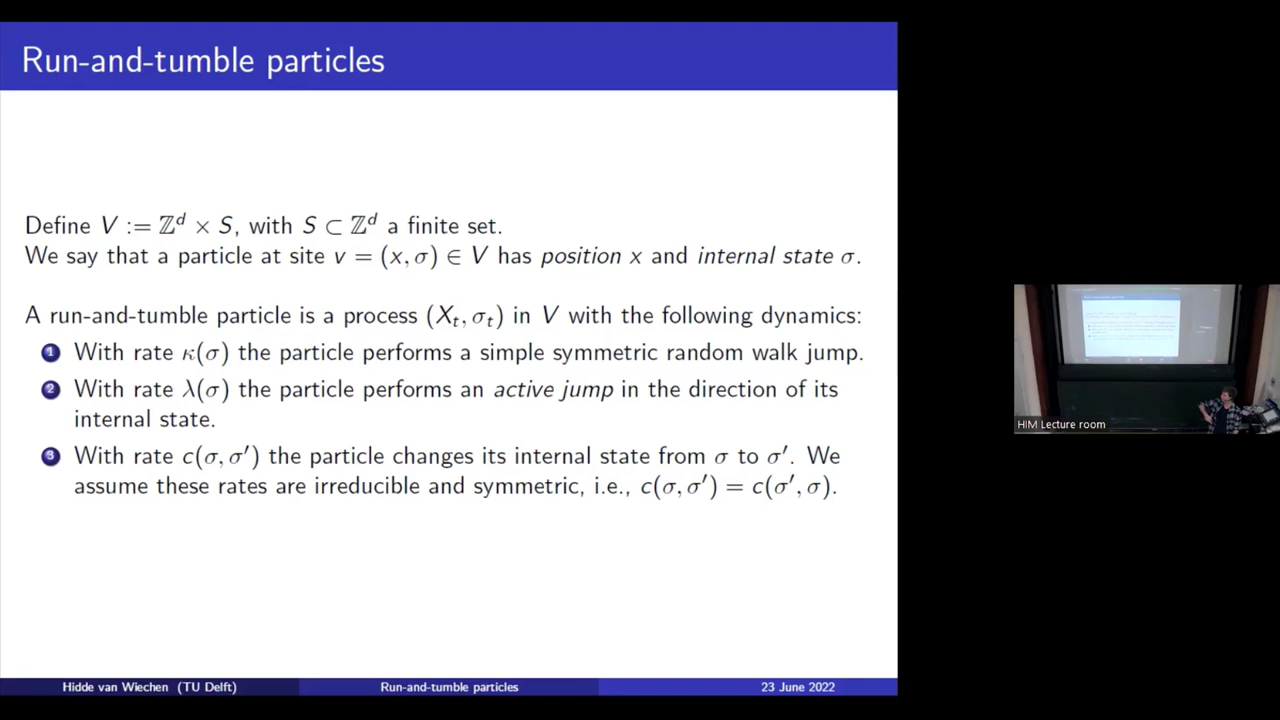 Run-and-tumble particles
Define V := ℤᵈ × S, with S ⊂ ℤᵈ a finite set.
We say that a particle at site v = (x, σ) ∈ V has position x and internal state σ.
A run-and-tumble particle is a process (Xₜ, σₜ) in V with the following dynamics:
1 With rate κ(σ) the particle performs a simple symmetric random walk jump.
2 With rate λ(σ) the particle performs an active jump in the direction of its
internal state.
3 With rate c(σ, σ′) the particle changes its internal state from σ to σ′. We
assume these rates are irreducible and symmetric, i.e., c(σ, σ′) = c(σ′, σ).
HIM Lecture room
Hidde van Wiechen (TU Delft) Run-and-tumble particles 23 June 2022